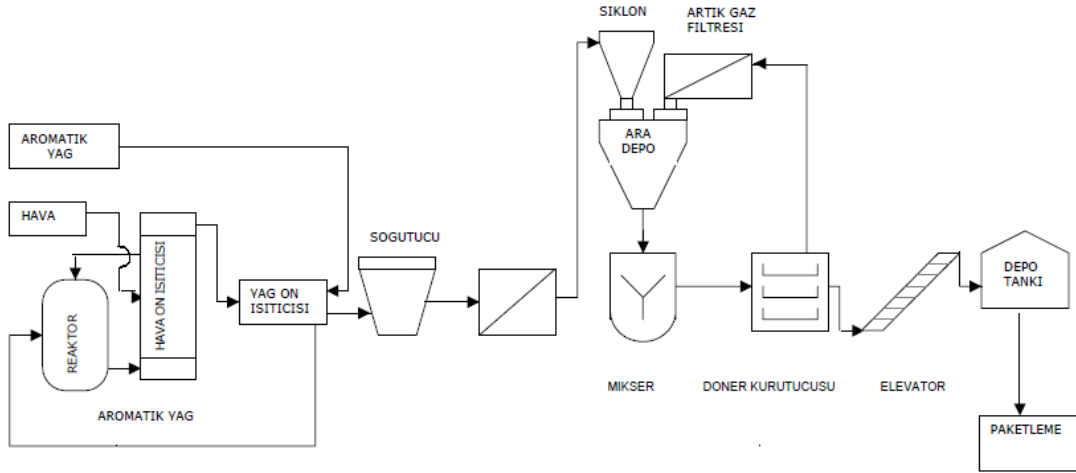 SIKLON
ARTIK GAZ
FILTRESI
AROMATIK
YAG
ARA
DEPO
HAVA
HAVA ON ISITICISI
SOGUTUCU
YAG ON
ISITICISI
REAKTOR
DEPO
TANKI
AROMATIK YAG
MIKSER
DONER KURUTUCUSU
ELEVATOR
PAKETLEME